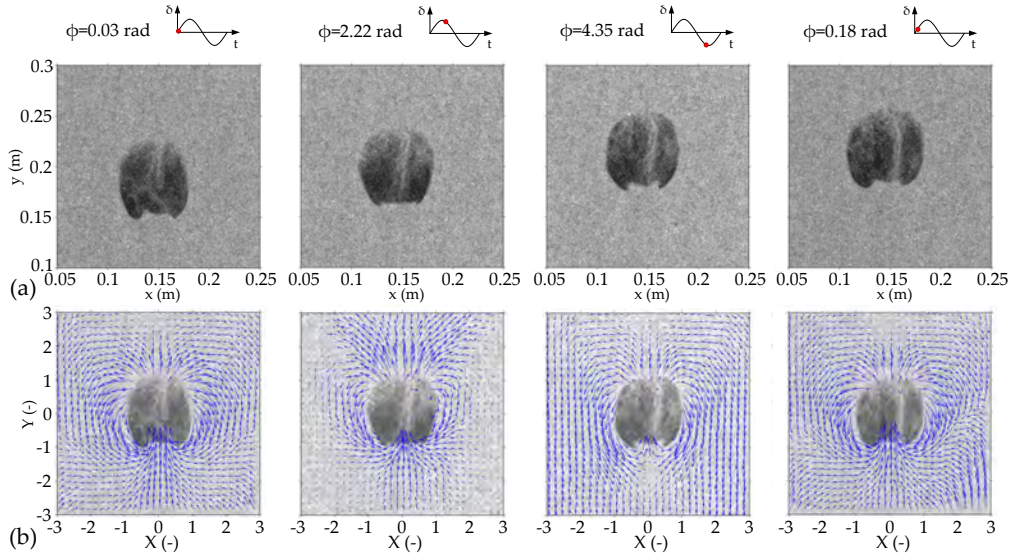 δ δ δ δ
ϕ=0.03 rad t ϕ=2.22 rad t ϕ=4.35 rad t ϕ=0.18 rad t
0.3
0.25
0.2
0.15
0.1
y (m)
0.05 0.1 0.15 0.2 0.25 0.05 0.1 0.15 0.2 0.25 0.05 0.1 0.15 0.2 0.25 0.05 0.1 0.15 0.2 0.25
(a) x (m) x (m) x (m) x (m)
3
2
1
0
-1
-2
-3
Y (-)
-3 -2 -1 0 1 2 3 -3 -2 -1 0 1 2 3 -3 -2 -1 0 1 2 3 -3 -2 -1 0 1 2 3
(b) X (-) X (-) X (-) X (-)